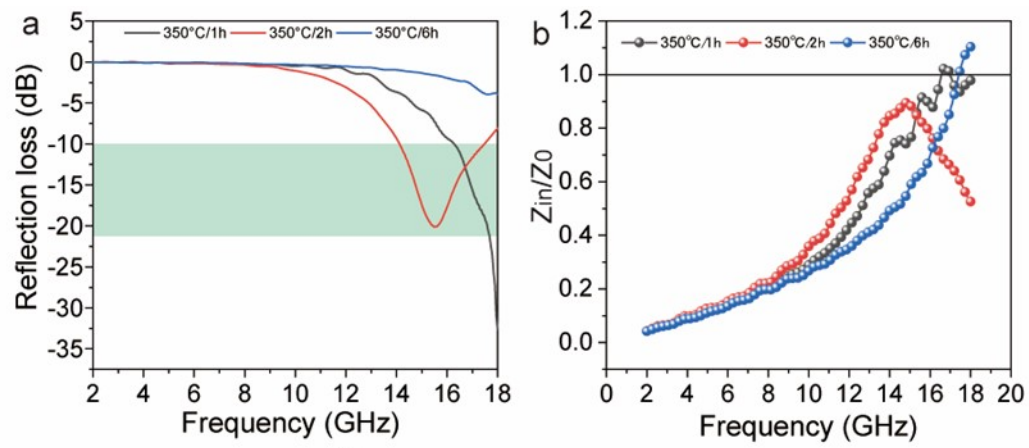 a
350°C/1h 350°C/2h 350°C/6h
5
0
-5
-10
-15
-20
-25
-30
-35
Reflection loss (dB)
2 4 6 8 10 12 14 16 18
Frequency (GHz)
b
350℃/1h 350℃/2h 350℃/6h
1.2
1.0
0.8
0.6
0.4
0.2
0.0
Zin/Z0
0 2 4 6 8 10 12 14 16 18 20
Frequency (GHz)